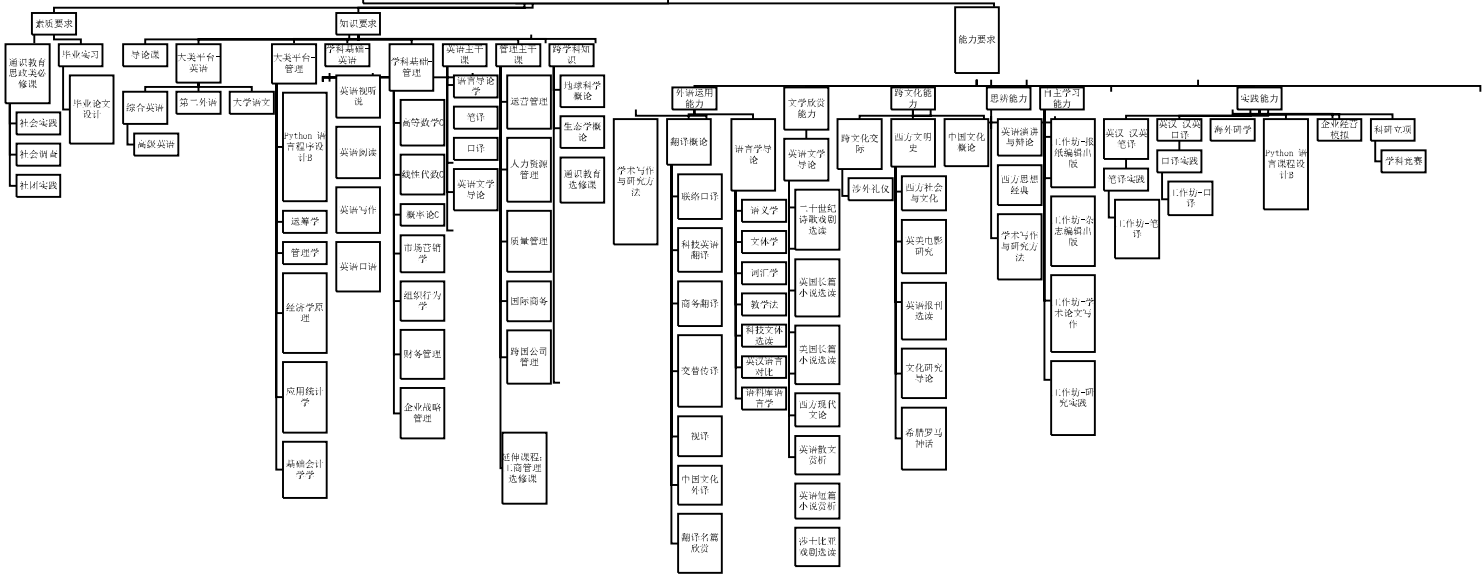 素质要求
知识要求
能力要求
通识教育
思政类必
修课
社会实践
社会调查
社团实践
毕业实习
毕业论文
设计
导论课
大类平台-
英语
综合英语
高级英语
第二外语
大学语文
大类平台-
管理
Python 语
言程序设
计B
运筹学
管理学
经济学原
理
应用统计
学
基础会计
学学
学科基础-
英语
英语视听
说
英语阅读
英语写作
英语口语
学科基础-
管理
高等数学C
线性代数C
概率论C
市场营销
学
组织行为
学
财务管理
企业战略
管理
英语主干
课
语言导论
学
笔译
口译
英语文学
导论
管理主干
课
运营管理
人力资源
管理
质量管理
国际商务
跨国公司
管理
延伸课程：
工商管理
选修课
跨学科知
识
地球科学
概论
生态学概
论
通识教育
选修课
外语运用
能力
学术写作
与研究方
法
翻译概论
联络口译
科技英语
翻译
商务翻译
交替传译
视译
中国文化
外译
翻译名篇
欣赏
语言学导
论
语义学
文体学
词汇学
教学法
科技文体
选读
英汉语言
对比
语料库语
言学
文学欣赏
能力
英语文学
导论
二十世纪
诗歌戏剧
选读
英国长篇
小说选读
美国长篇
小说选读
西方现代
文论
英语散文
赏析
英语短篇
小说赏析
莎士比亚
戏剧选读
跨文化能
力
跨文化交
际
涉外礼仪
西方文明
史
西方社会
与文化
英美电影
研究
英语报刊
选读
文化研究
导论
希腊罗马
神话
中国文化
概论
思辨能力
英语演讲
与辩论
西方思想
经典
学术写作
与研究方
法
自主学习
能力
工作坊-报
纸编辑出
版
工作坊-杂
志编辑出
版
工作坊-学
术论文写
作
工作坊-研
究实践
实践能力
英汉 汉英
笔译
笔译实践
工作坊-笔
译
英汉 汉英
口译
口译实践
工作坊-口
译
海外研学
Python 语
言课程设
计B
企业经营
模拟
科研立项
学科竞赛